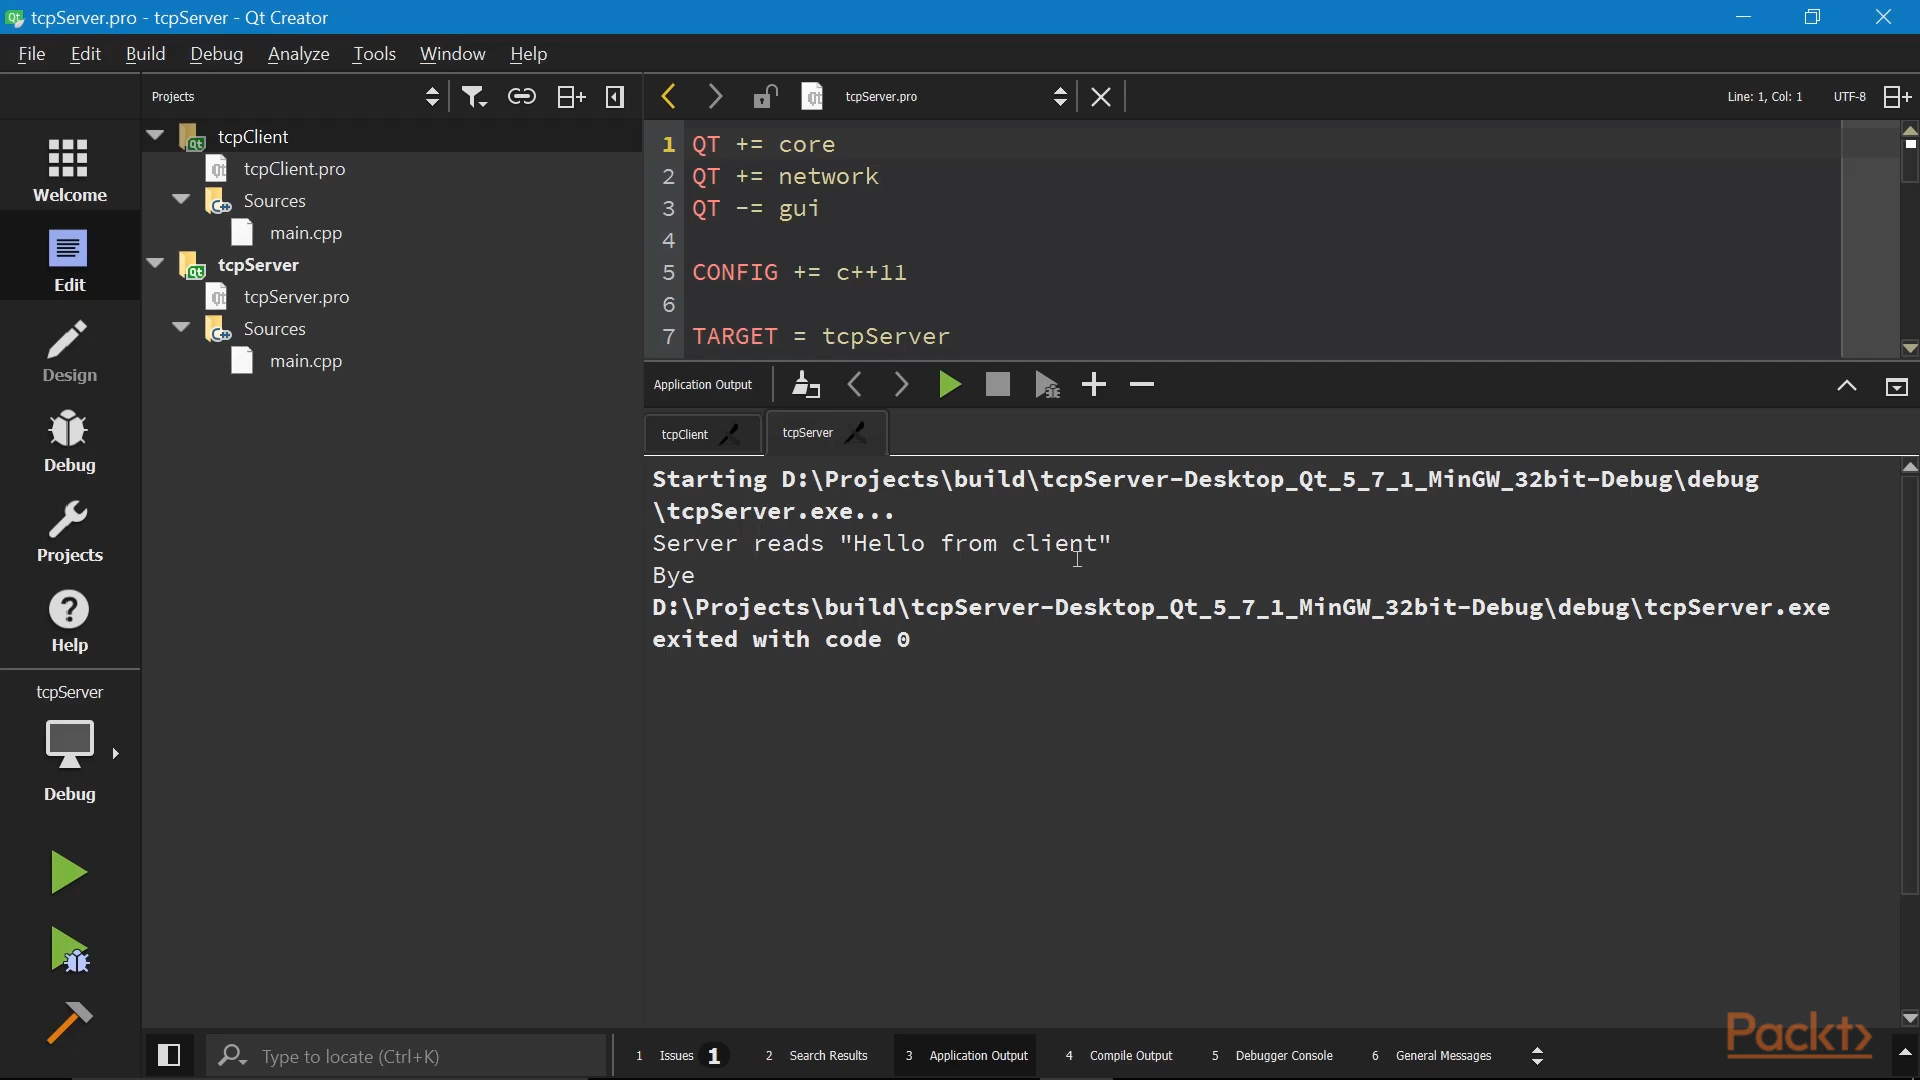 tcpServer.pro - tcpServer - Qt Creator
File Edit Build Debug Analyze Tools Window Help
Projects
tcpServer.pro
Line: 1, Col: 1
UTF-8
Welcome
Edit
Design
Debug
Projects
Help
tcpServer
Debug
tcpClient
tcpClient.pro
Sources
main.cpp
tcpServer
tcpServer.pro
Sources
main.cpp
1 QT += core
2 QT += network
3 QT -= gui
4
5 CONFIG += c++11
6
7 TARGET = tcpServer
Application Output
tcpClient
tcpServer
Starting D:\Projects\build\tcpServer-Desktop_Qt_5_7_1_MinGW_32bit-Debug\debug
\tcpServer.exe...
Server reads "Hello from client"
Bye
D:\Projects\build\tcpServer-Desktop_Qt_5_7_1_MinGW_32bit-Debug\debug\tcpServer.exe
exited with code 0
Packt>
Type to locate (Ctrl+K)
1 Issues 1 2 Search Results 3 Application Output 4 Compile Output 5 Debugger Console 6 General Messages